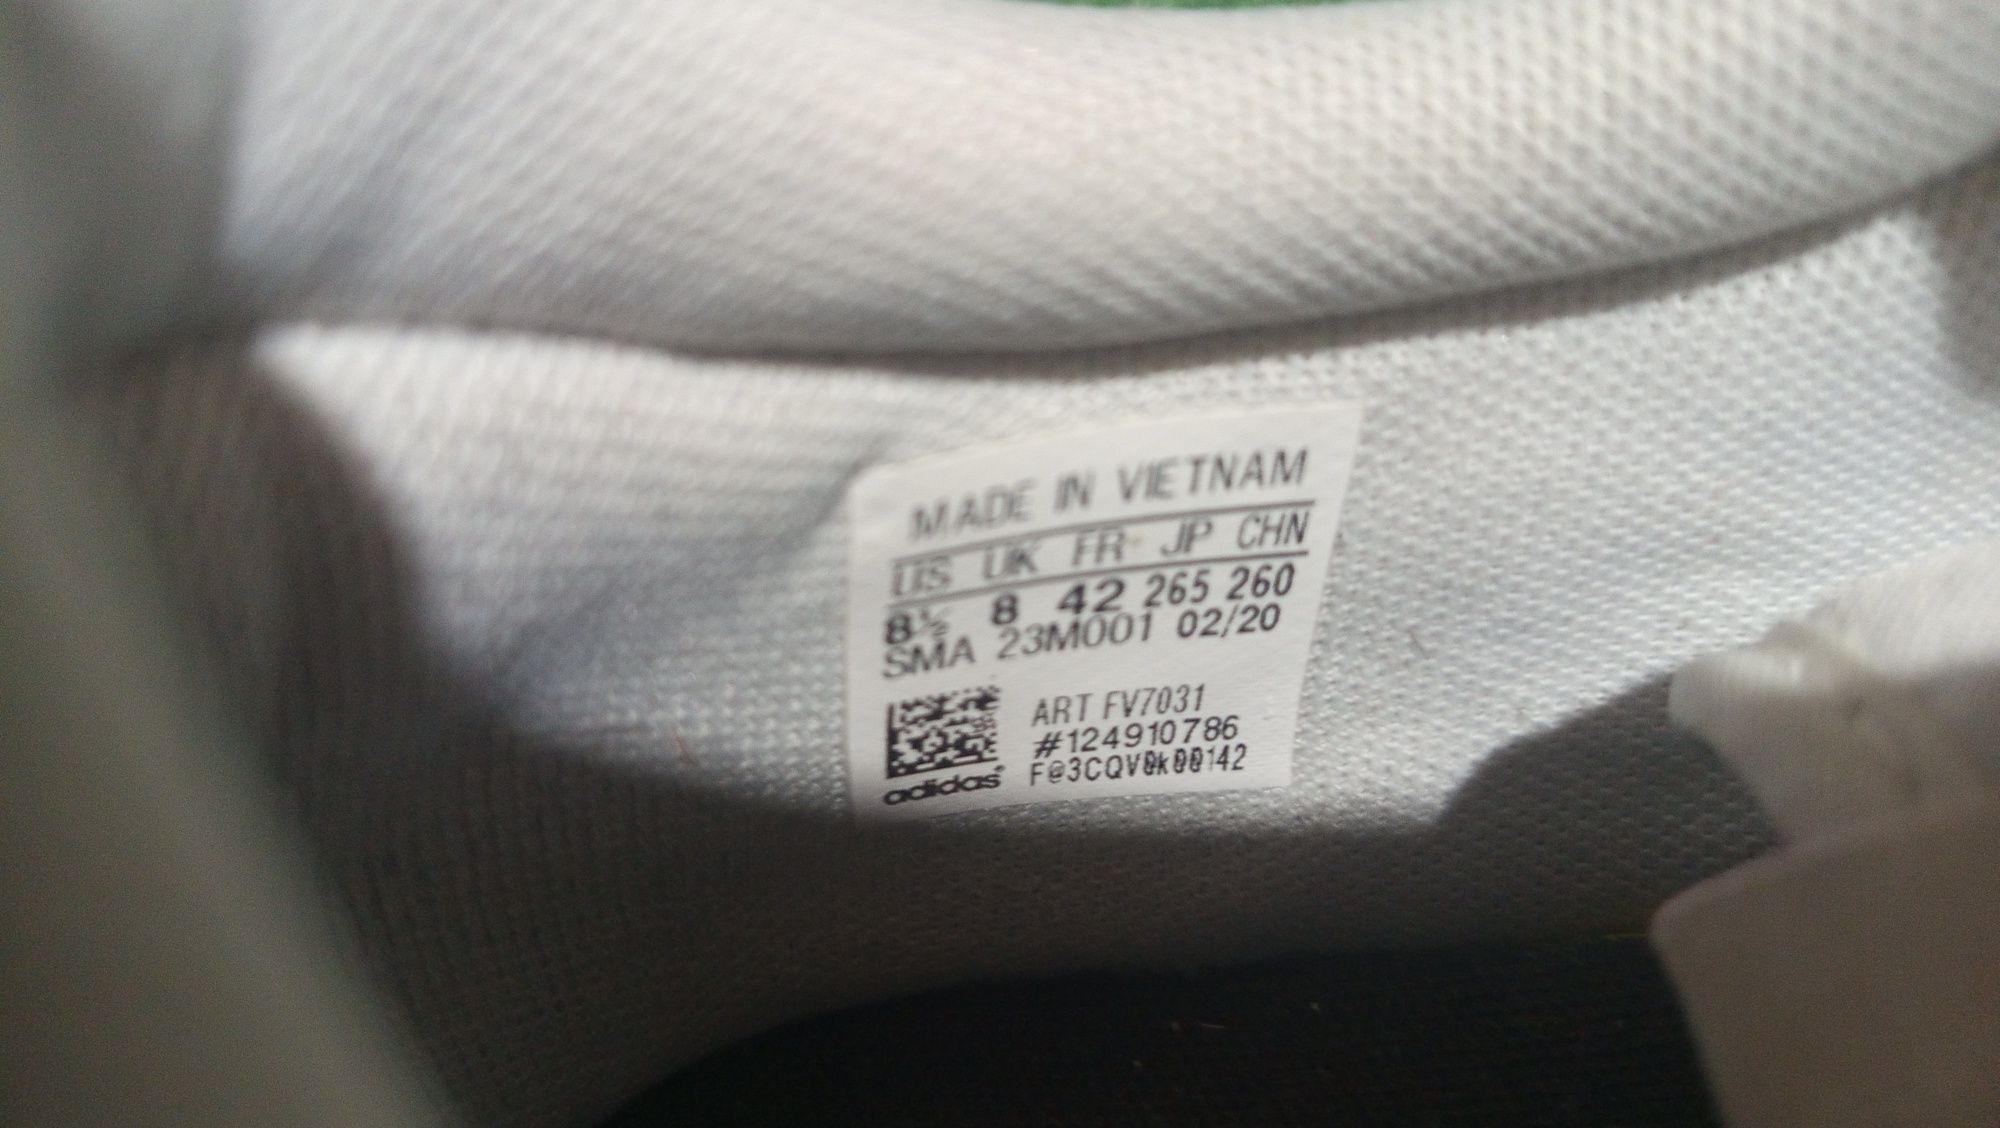 MADE IN VIETNAM
US UK FR JP CHN
8½ 8 42 265 260
SMA 23M001 02/20
ART FV7031
#124910786
F@3CQV0k00142
adidas